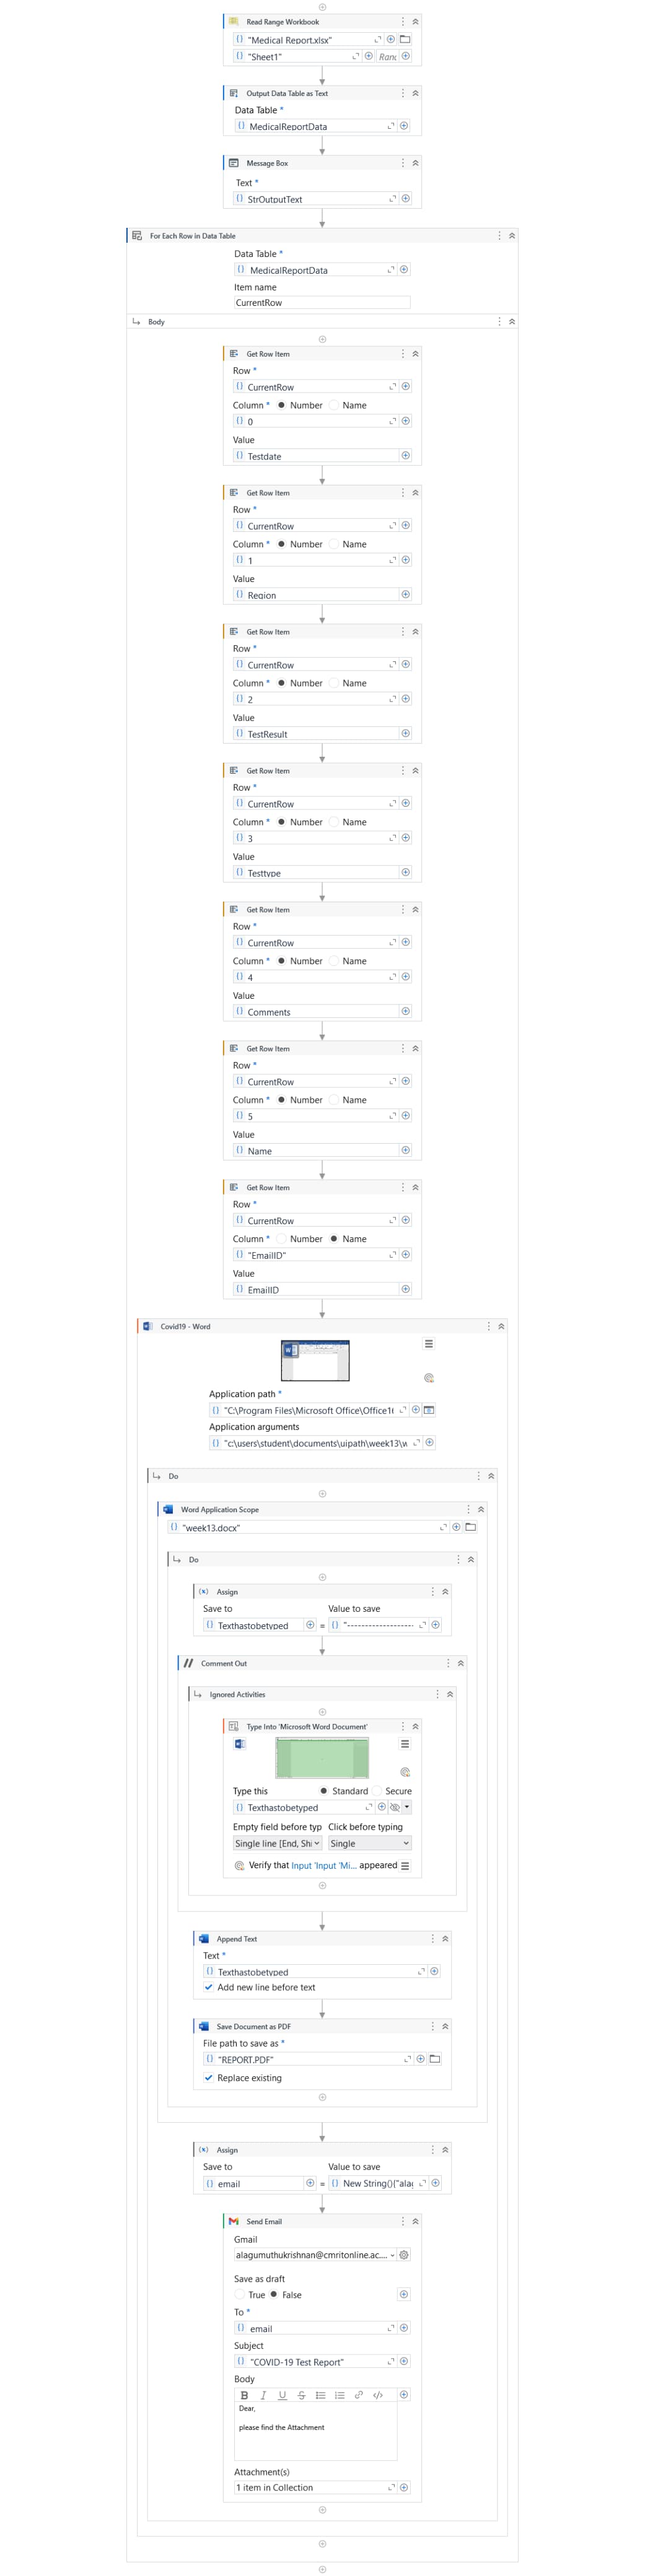 Read Range Workbook
"Medical Report.xlsx"
"Sheet1"
Output Data Table as Text
Data Table *
MedicalReportData
Message Box
Text *
StrOutputText
For Each Row in Data Table
Data Table *
MedicalReportData
Item name
CurrentRow
Body
Get Row Item
Row *
CurrentRow
Column * Number Name
0
Value
Testdate
Get Row Item
Row *
CurrentRow
Column * Number Name
1
Value
Region
Get Row Item
Row *
CurrentRow
Column * Number Name
2
Value
TestResult
Get Row Item
Row *
CurrentRow
Column * Number Name
3
Value
Testtype
Get Row Item
Row *
CurrentRow
Column * Number Name
4
Value
Comments
Get Row Item
Row *
CurrentRow
Column * Number Name
5
Value
Name
Get Row Item
Row *
CurrentRow
Column * Number Name
"EmailID"
Value
EmailID
Covid19 - Word
Application path *
"C:\Program Files\Microsoft Office\Office1
Application arguments
"c:\users\student\documents\uipath\week13\w
Do
Word Application Scope
"week13.docx"
Do
Assign
Save to Value to save
Texthastobetyped = "-------------------
Comment Out
Ignored Activities
Type Into 'Microsoft Word Document'
Type this Standard Secure
Texthastobetyped
Empty field before typ Click before typing
Single line [End, Shi Single
Verify that Input 'Input 'Mi... appeared
Append Text
Text *
Texthastobetyped
Add new line before text
Save Document as PDF
File path to save as *
"REPORT.PDF"
Replace existing
Assign
Save to Value to save
email = New String(){"ala
Send Email
Gmail
alagumuthukrishnan@cmritonline.ac....
Save as draft
True False
To *
email
Subject
"COVID-19 Test Report"
Body
B I U S </>
Dear,
please find the Attachment
Attachment(s)
1 item in Collection